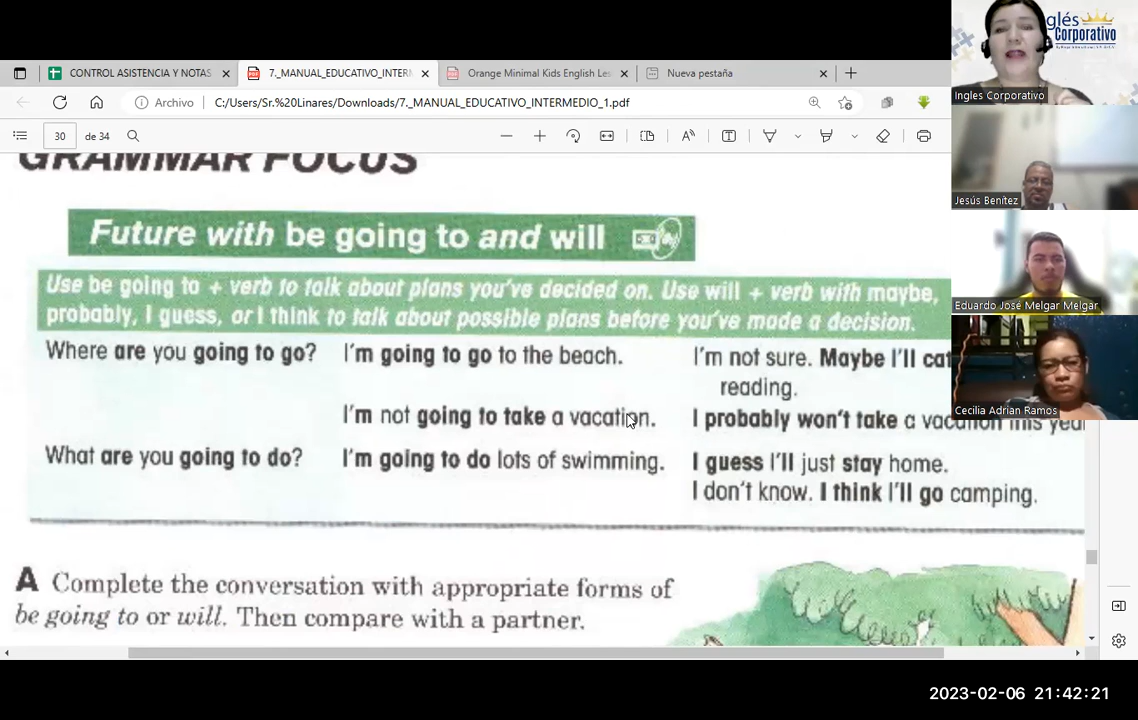 CONTROL ASISTENCIA Y NOTAS
7._MANUAL_EDUCATIVO_INTERM
Orange Minimal Kids English Les
Nueva pestaña
Archivo
C:/Users/Sr.%20Linares/Downloads/7._MANUAL_EDUCATIVO_INTERMEDIO_1.pdf
30 de 34
GRAMMAR FOCUS
Future with be going to and will
Use be going to + verb to talk about plans you've decided on. Use will + verb with maybe,
probably, I guess, or I think to talk about possible plans before you've made a decision.
Where are you going to go? I'm going to go to the beach. I'm not sure. Maybe I'll cat
reading.
I'm not going to take a vacation. I probably won't take a vacation this year
What are you going to do? I'm going to do lots of swimming. I guess I'll just stay home.
I don't know. I think I'll go camping.
A Complete the conversation with appropriate forms of
be going to or will. Then compare with a partner.
glés
Corporativo
Ingles Corporativo
Jesús Benítez
Eduardo José Melgar Melgar
Cecilia Adrian Ramos
2023-02-06 21:42:21